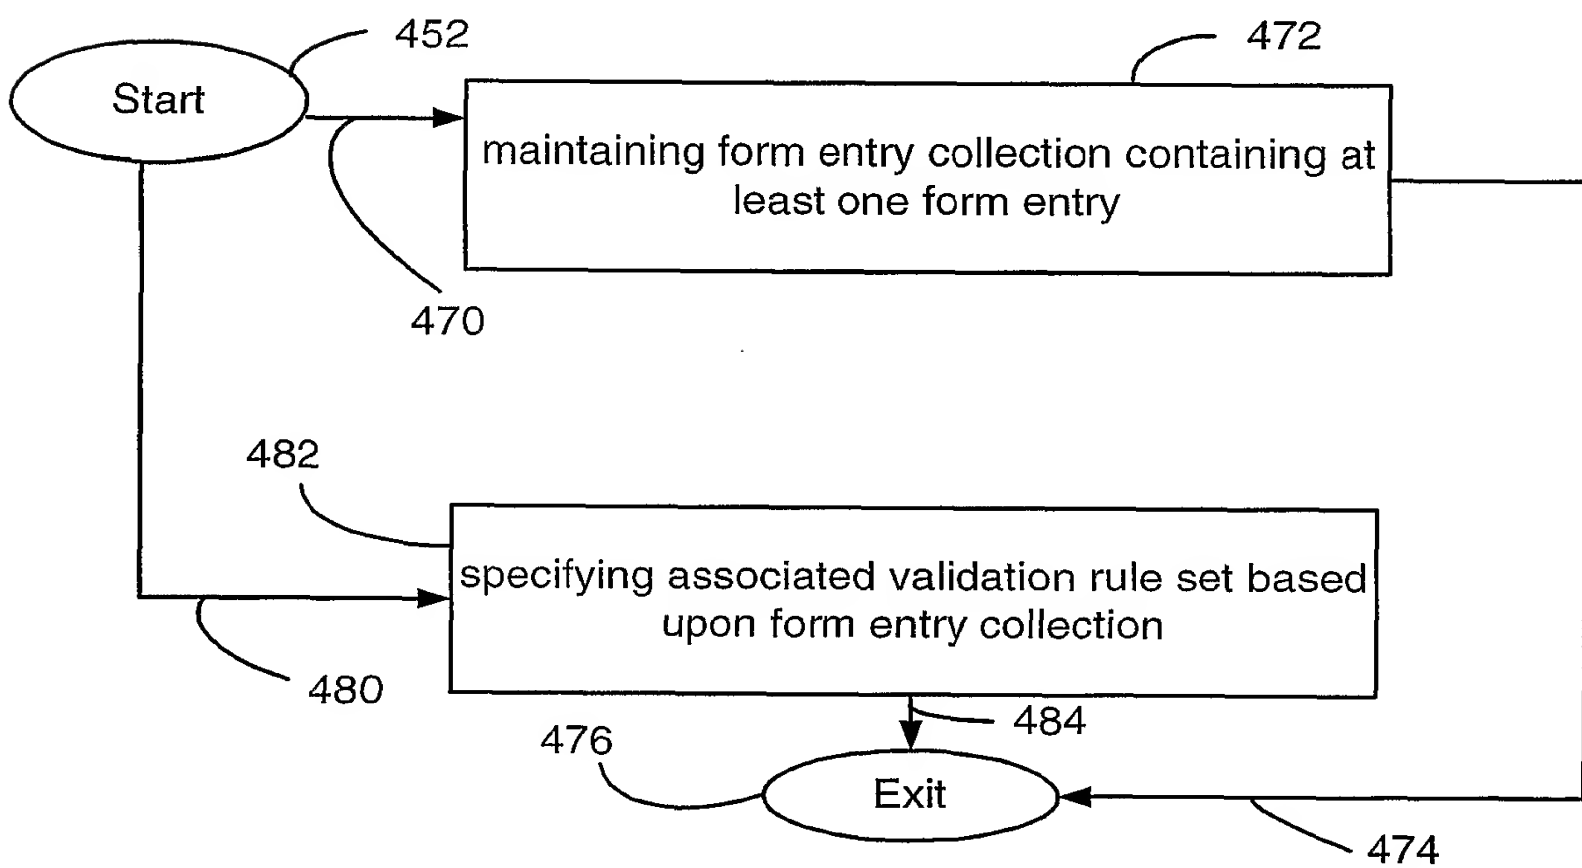 452
Start
472
maintaining form entry collection containing at
least one form entry
470
482
specifying associated validation rule set based
upon form entry collection
480
484
476
Exit
474